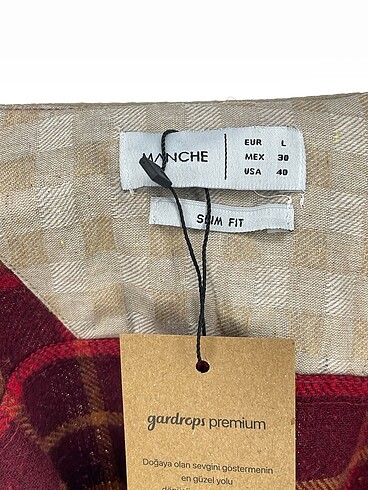 MANCHE
EUR L
MEX 30
USA 40
SLIM FIT
gardrops premium
Doğaya olan sevgini göstermenin
en güzel yolu